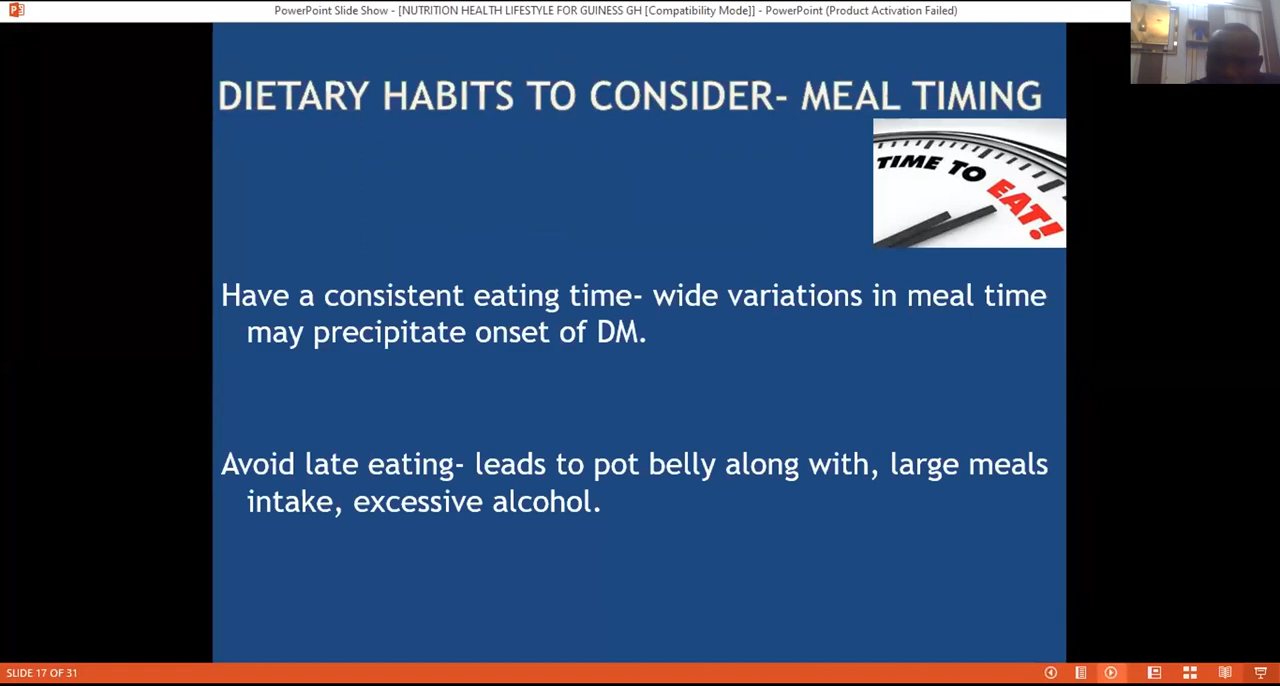 PowerPoint Slide Show - [NUTRITION HEALTH LIFESTYLE FOR GUINESS GH [Compatibility Mode]] - PowerPoint (Product Activation Failed)
DIETARY HABITS TO CONSIDER- MEAL TIMING
TIME TO
EAT!
Have a consistent eating time- wide variations in meal time
may precipitate onset of DM.
Avoid late eating- leads to pot belly along with, large meals
intake, excessive alcohol.
SLIDE 17 OF 31